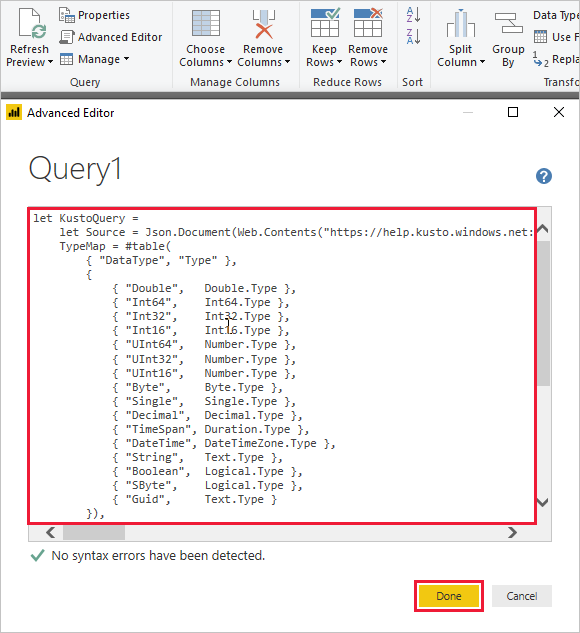 Refresh
Preview
Properties
Advanced Editor
Manage
Query
Choose
Columns
Remove
Columns
Manage Columns
Keep
Rows
Remove
Rows
Reduce Rows
A
Z
Z
A
Sort
Split
Column
Group
By
Data Type
Use F
1
2
Repla
Transfo
Advanced Editor
Query1
?
let KustoQuery =
let Source = Json.Document(Web.Contents("https://help.kusto.windows.net:
TypeMap = #table(
{ "DataType", "Type" },
{
{ "Double", Double.Type },
{ "Int64", Int64.Type },
{ "Int32", Int32.Type },
{ "Int16", Int16.Type },
{ "UInt64", Number.Type },
{ "UInt32", Number.Type },
{ "UInt16", Number.Type },
{ "Byte", Byte.Type },
{ "Single", Single.Type },
{ "Decimal", Decimal.Type },
{ "TimeSpan", Duration.Type },
{ "DateTime", DateTimeZone.Type },
{ "String", Text.Type },
{ "Boolean", Logical.Type },
{ "SByte", Logical.Type },
{ "Guid", Text.Type }
}),
No syntax errors have been detected.
Done
Cancel